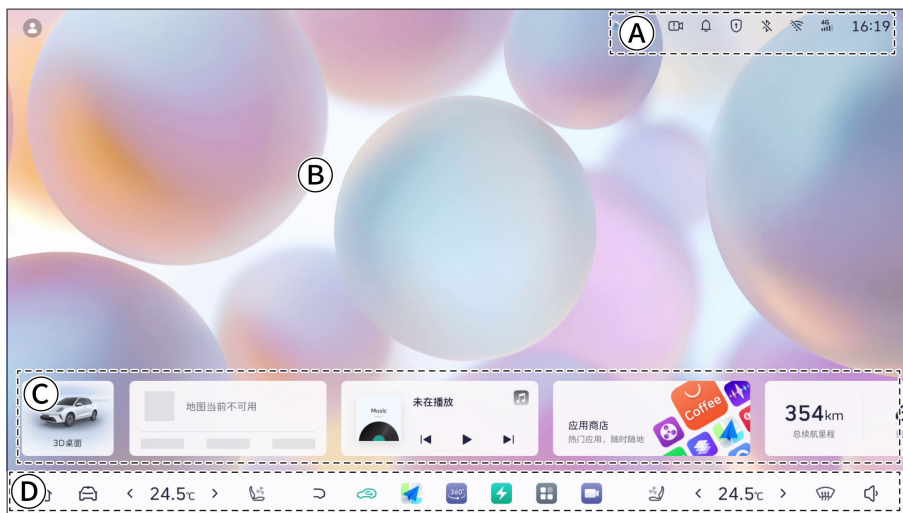 A
4G
16:19
B
C
3D桌面
地图当前不可用
Music
未在播放
应用商店
热门应用，随时随地
Coffee
354km
总续航里程
D
24.5℃
360°
24.5℃